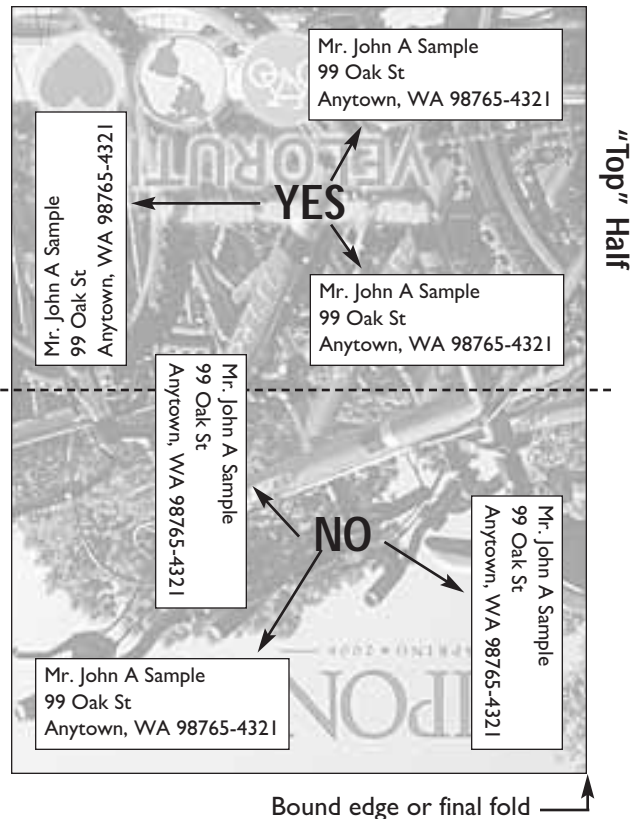 Mr. John A Sample
99 Oak St
Anytown, WA 98765-4321
Mr. John A Sample
99 Oak St
Anytown, WA 98765-4321
YES
"Top" Half
Mr. John A Sample
99 Oak St
Anytown, WA 98765-4321
Mr. John A Sample
99 Oak St
Anytown, WA 98765-4321
NO
Mr. John A Sample
99 Oak St
Anytown, WA 98765-4321
Mr. John A Sample
99 Oak St
Anytown, WA 98765-4321
Bound edge or final fold